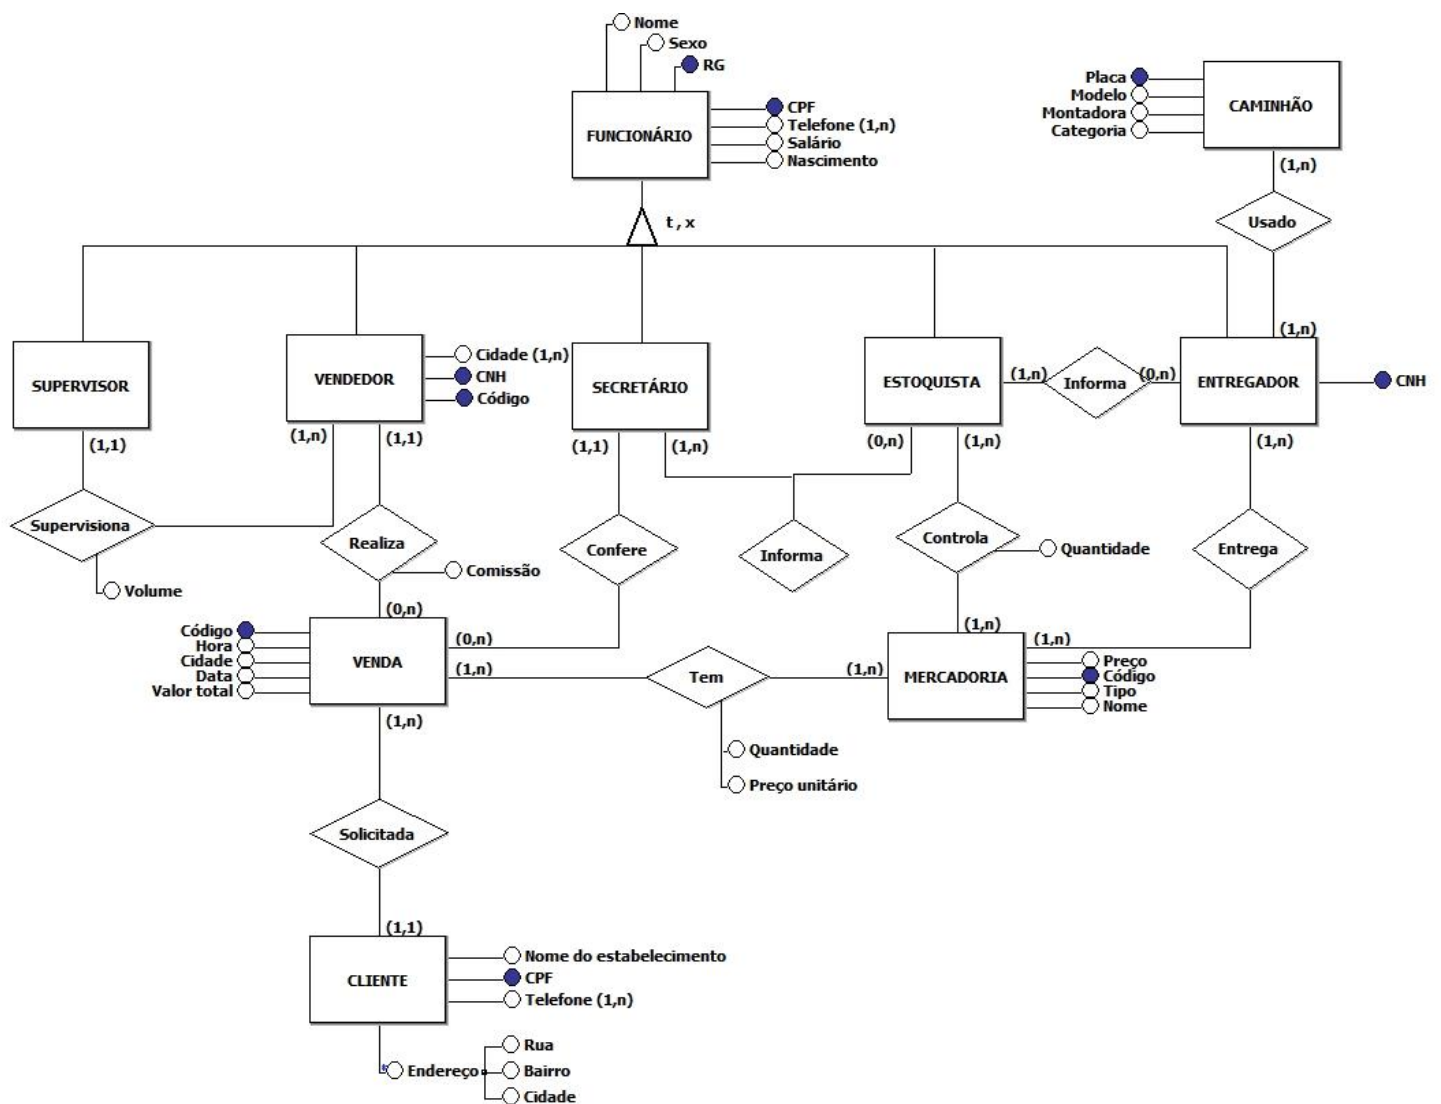 Nome
Sexo
RG
FUNCIONÁRIO
CPF
Telefone (1,n)
Salário
Nascimento
Placa
Modelo
Montadora
Categoria
CAMINHÃO
(1,n)
Usado
(1,n)
t , x
SUPERVISOR
(1,1)
VENDEDOR
Cidade (1,n)
CNH
Código
(1,n)
(1,1)
SECRETÁRIO
(1,1)
(1,n)
ESTOQUISTA
(0,n)
(1,n)
(1,n)
Informa
(0,n)
ENTREGADOR
CNH
(1,n)
Supervisiona
Volume
Realiza
Comissão
(0,n)
Confere
Informa
Controla
Quantidade
Entrega
Código
Hora
Cidade
Data
Valor total
VENDA
(0,n)
(1,n)
(1,n)
Tem
Quantidade
Preço unitário
(1,n)
(1,n)
(1,n)
MERCADORIA
Preço
Código
Tipo
Nome
Solicitada
(1,1)
CLIENTE
Nome do estabelecimento
CPF
Telefone (1,n)
Endereço
Rua
Bairro
Cidade